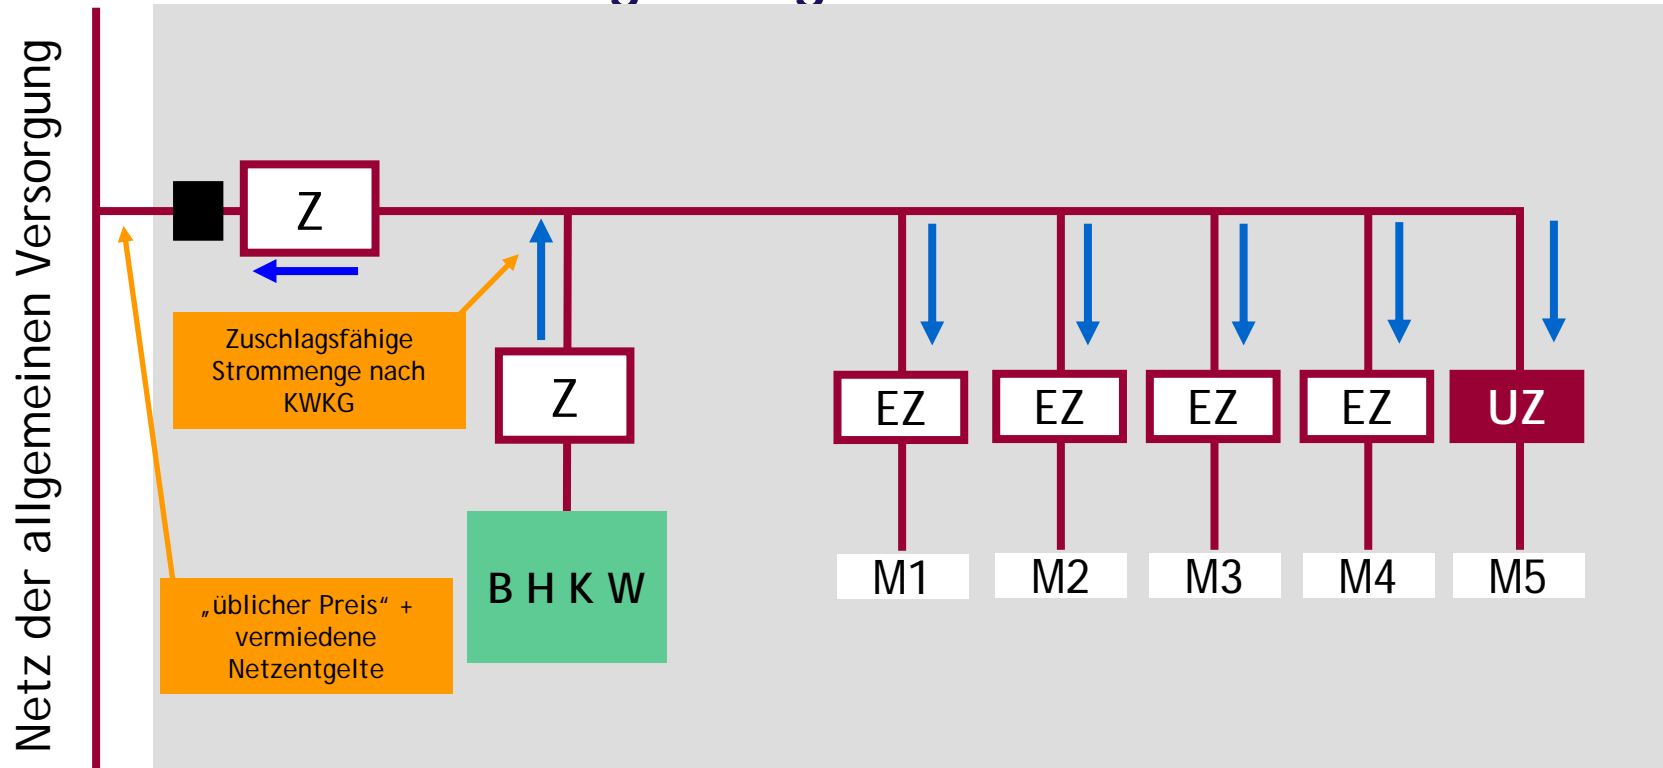 Netz der allgemeinen Versorgung
Z
Zuschlagsfähige
Strommenge nach
KWKG
Z
EZ
EZ
EZ
EZ
UZ
B H K W
M1
M2
M3
M4
M5
„üblicher Preis“ +
vermiedene
Netzentgelte